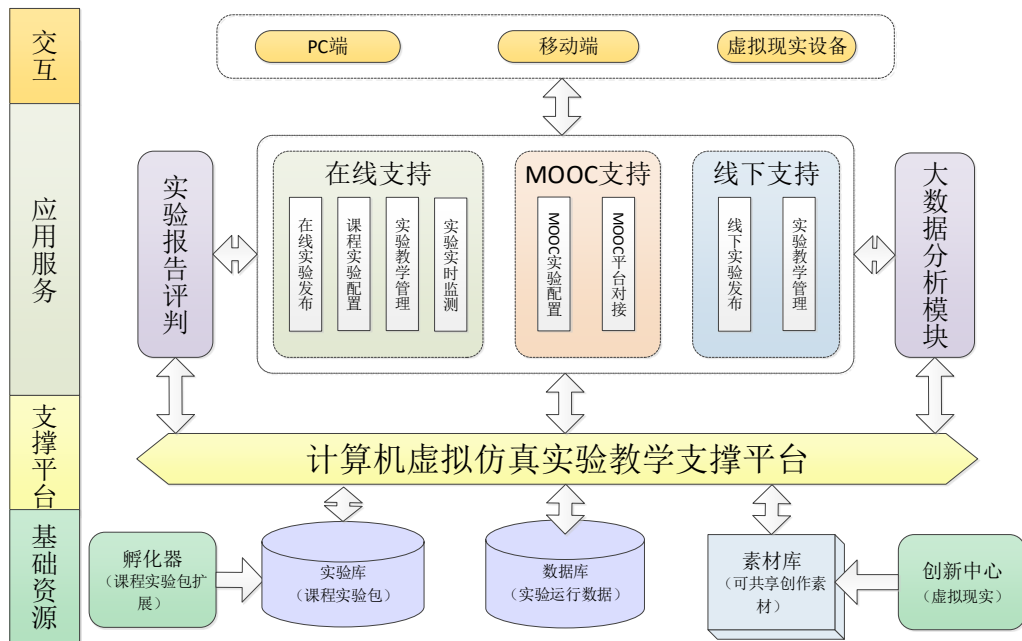 交互
PC端
移动端
虚拟现实设备
应用服务
实验报告评判
在线支持
在线实验发布
课程实验配置
实验教学管理
实验实时监测
MOOC支持
MOOC实验配置
MOOC平台对接
线下支持
线下实验发布
实验教学管理
大数据分析模块
支撑平台
计算机虚拟仿真实验教学支撑平台
基础资源
孵化器
（课程实验包扩
展）
实验库
（课程实验包）
数据库
（实验运行数据）
素材库
（可共享创作素
材）
创新中心
（虚拟现实）